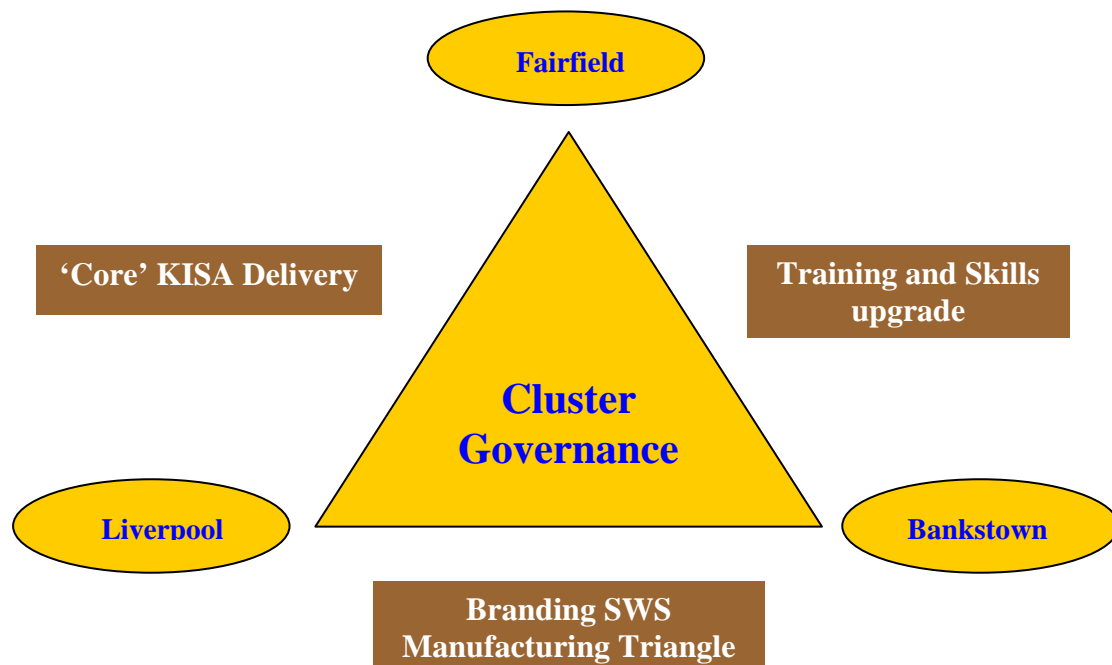 Fairfield
‘Core’ KISA Delivery
Training and Skills
upgrade
Cluster
Governance
Liverpool
Bankstown
Branding SWS
Manufacturing Triangle